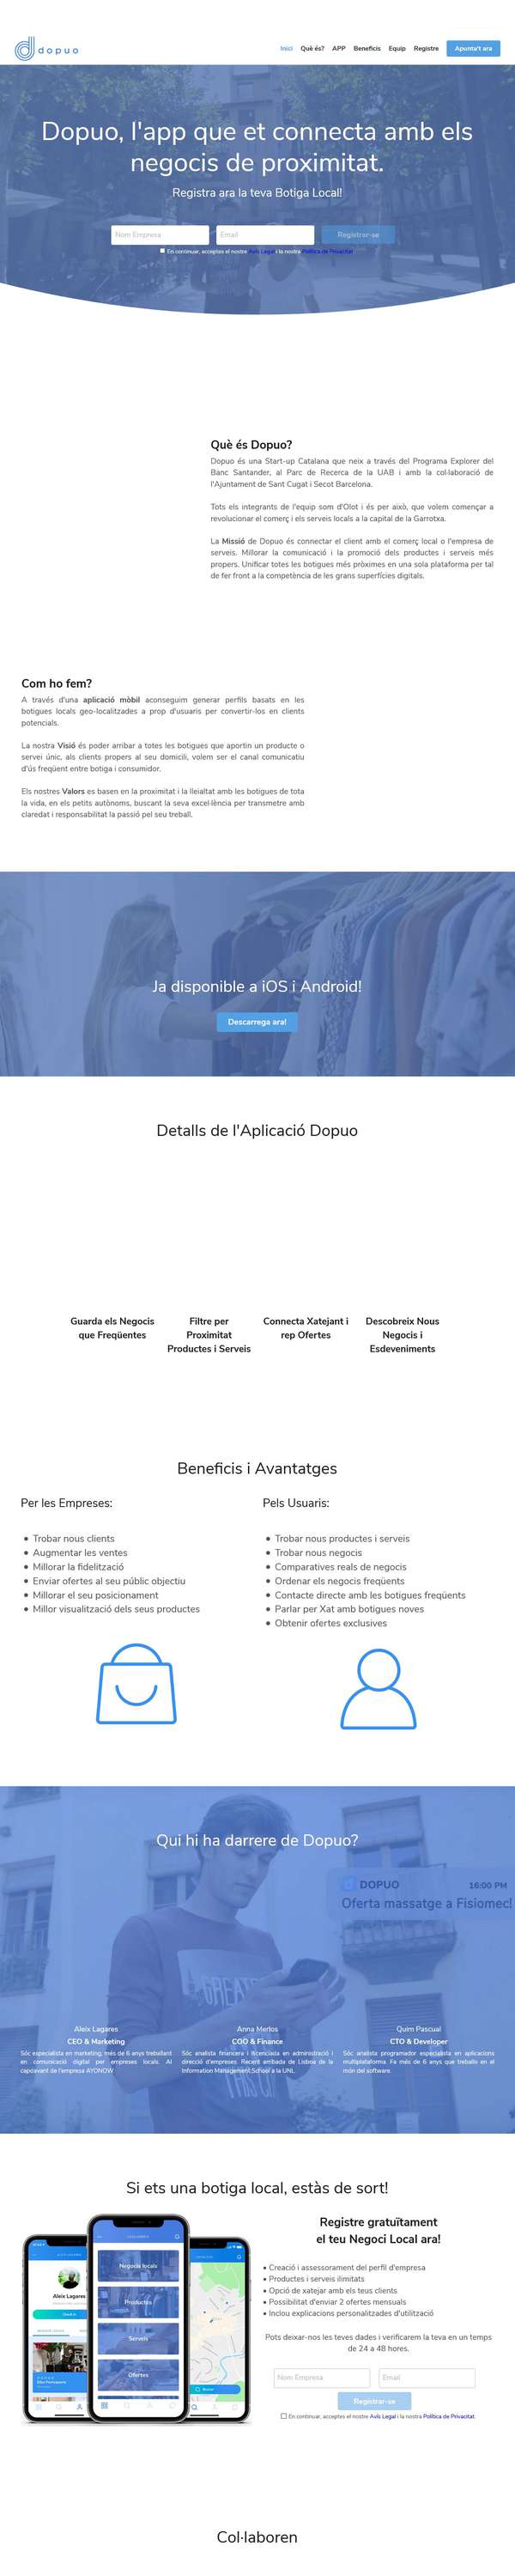 dopuo
Inici Què és? APP Beneficis Equip Registre Apunta't ara
Dopuo, l'app que et connecta amb els
negocis de proximitat.
Registra ara la teva Botiga Local!
Nom Empresa Email Registrar-se
En continuar, acceptes el nostre Avís Legal i la nostra Política de Privacitat
Què és Dopuo?
Dopuo és una Start-up Catalana que neix a través del Programa Explorer del
Banc Santander, al Parc de Recerca de la UAB i amb la col·laboració de
l'Ajuntament de Sant Cugat i Secot Barcelona.
Tots els integrants de l'equip som d'Olot i és per això, que volem començar a
revolucionar el comerç i els serveis locals a la capital de la Garrotxa.
La Missió de Dopuo és connectar el client amb el comerç local o l'empresa de
serveis. Millorar la comunicació i la promoció dels productes i serveis més
propers. Unificar totes les botigues més pròximes en una sola plataforma per tal
de fer front a la competència de les grans superfícies digitals.
Com ho fem?
A través d'una aplicació mòbil aconseguim generar perfils basats en les
botigues locals geo-localitzades a prop d'usuaris per convertir-los en clients
potencials.
La nostra Visió és poder arribar a totes les botigues que aportin un producte o
servei únic, als clients propers al seu domicili, volem ser el canal comunicatiu
d'ús freqüent entre botiga i consumidor.
Els nostres Valors es basen en la proximitat i la lleialtat amb les botigues de tota
la vida, en els petits autònoms, buscant la seva excel·lència per transmetre amb
claredat i responsabilitat la passió pel seu treball.
Ja disponible a iOS i Android!
Descarrega ara!
Detalls de l'Aplicació Dopuo
Guarda els Negocis
que Freqüentes
Filtre per
Proximitat
Productes i Serveis
Connecta Xatejant i
rep Ofertes
Descobreix Nous
Negocis i
Esdeveniments
Beneficis i Avantatges
Per les Empreses:
Trobar nous clients
Augmentar les ventes
Millorar la fidelització
Enviar ofertes al seu públic objectiu
Millorar el seu posicionament
Millor visualització dels seus productes
Pels Usuaris:
Trobar nous productes i serveis
Trobar nous negocis
Comparatives reals de negocis
Ordenar els negocis freqüents
Contacte directe amb les botigues freqüents
Parlar per Xat amb botigues noves
Obtenir ofertes exclusives
Qui hi ha darrere de Dopuo?
DOPUO 16:00 PM
Oferta massatge a Fisiomec!
GREAT
Aleix Lagares
CEO & Marketing
Sóc especialista en marketing, més de 6 anys treballant
en comunicació digital per empreses locals. Al
capdavant de l'empresa AYONOW
Anna Merlos
COO & Finance
Sóc analista financera i llicenciada en administració i
direcció d'empreses Recent arribada de Lisboa de la
Information Management School a la UNL
Quim Pascual
CTO & Developer
Sóc analista programador especialista en aplicacions
multiplataforma. Fa més de 6 anys que treballo en el
món del software.
Si ets una botiga local, estàs de sort!
Aleix Lagares
Negocis locals
Productes
Serveis
Ofertes
Registre gratuïtament
el teu Negoci Local ara!
Creació i assessorament del perfil d'empresa
Productes i serveis il·limitats
Opció de xatejar amb els teus clients
Possibilitat d'enviar 2 ofertes mensuals
Inclou explicacions personalitzades d'utilització
Pots deixar-nos les teves dades i verificarem la teva en un temps
de 24 a 48 hores.
Nom Empresa Email
Registrar-se
En continuar, acceptes el nostre Avís Legal i la nostra Política de Privacitat
Col·laboren